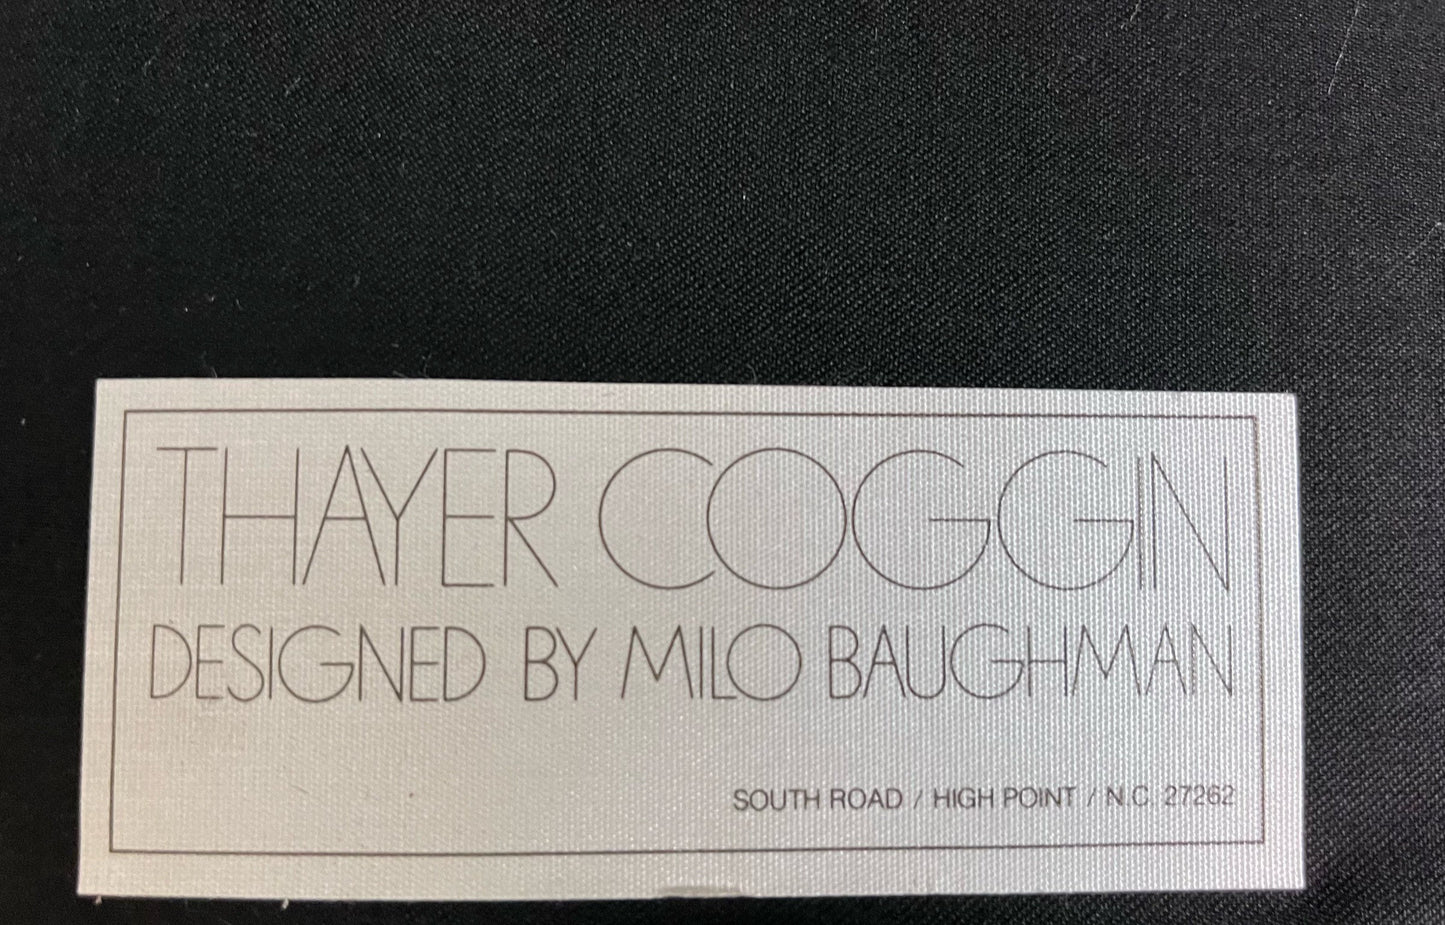 THAYER COGGIN
DESIGNED BY MILO BAUGHMAN
SOUTH ROAD / HIGH POINT / N.C. 27262